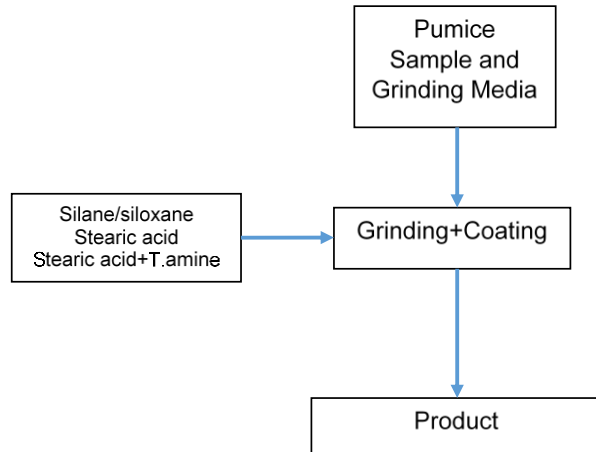 Pumice
Sample and
Grinding Media
Silane/siloxane
Stearic acid
Stearic acid+T.amine
Grinding+Coating
Product